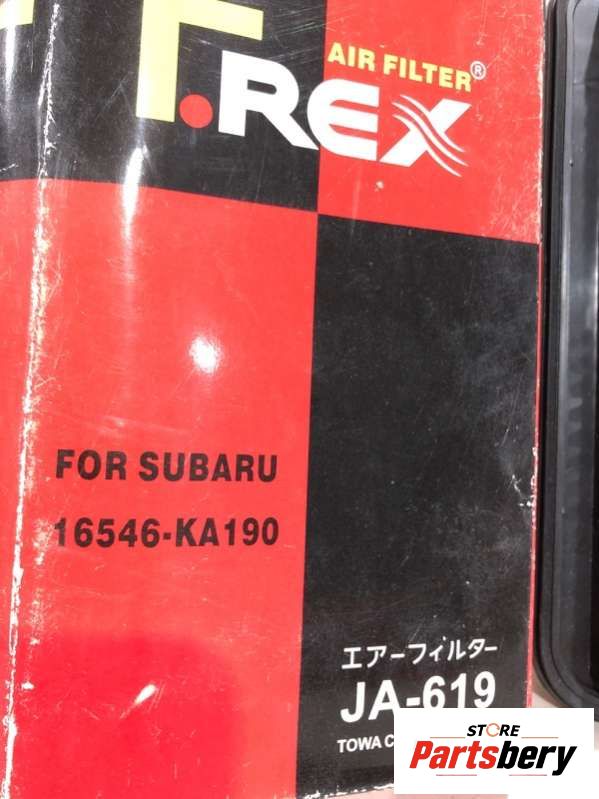 AIR FILTER®
T.REX
FOR SUBARU
16546-KA190
エアーフィルター
JA-619
TOWA
STORE
Partsbery